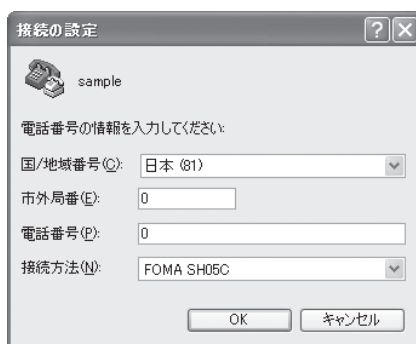 接続の設定
sample
電話番号の情報を入力してください:
国/地域番号(C): 日本 (81)
市外局番(E): 0
電話番号(P): 0
接続方法(N): FOMA SH05C
OK キャンセル